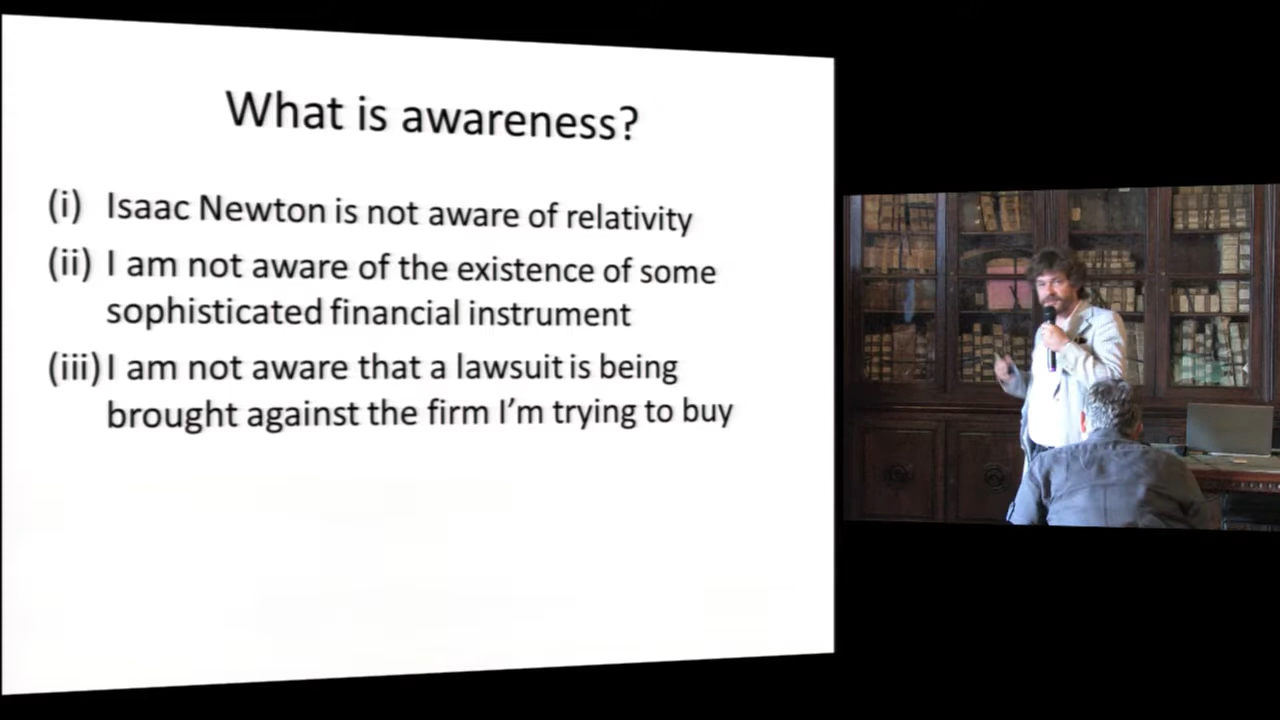 What is awareness?
(i) Isaac Newton is not aware of relativity
(ii) I am not aware of the existence of some
sophisticated financial instrument
(iii) I am not aware that a lawsuit is being
brought against the firm I'm trying to buy